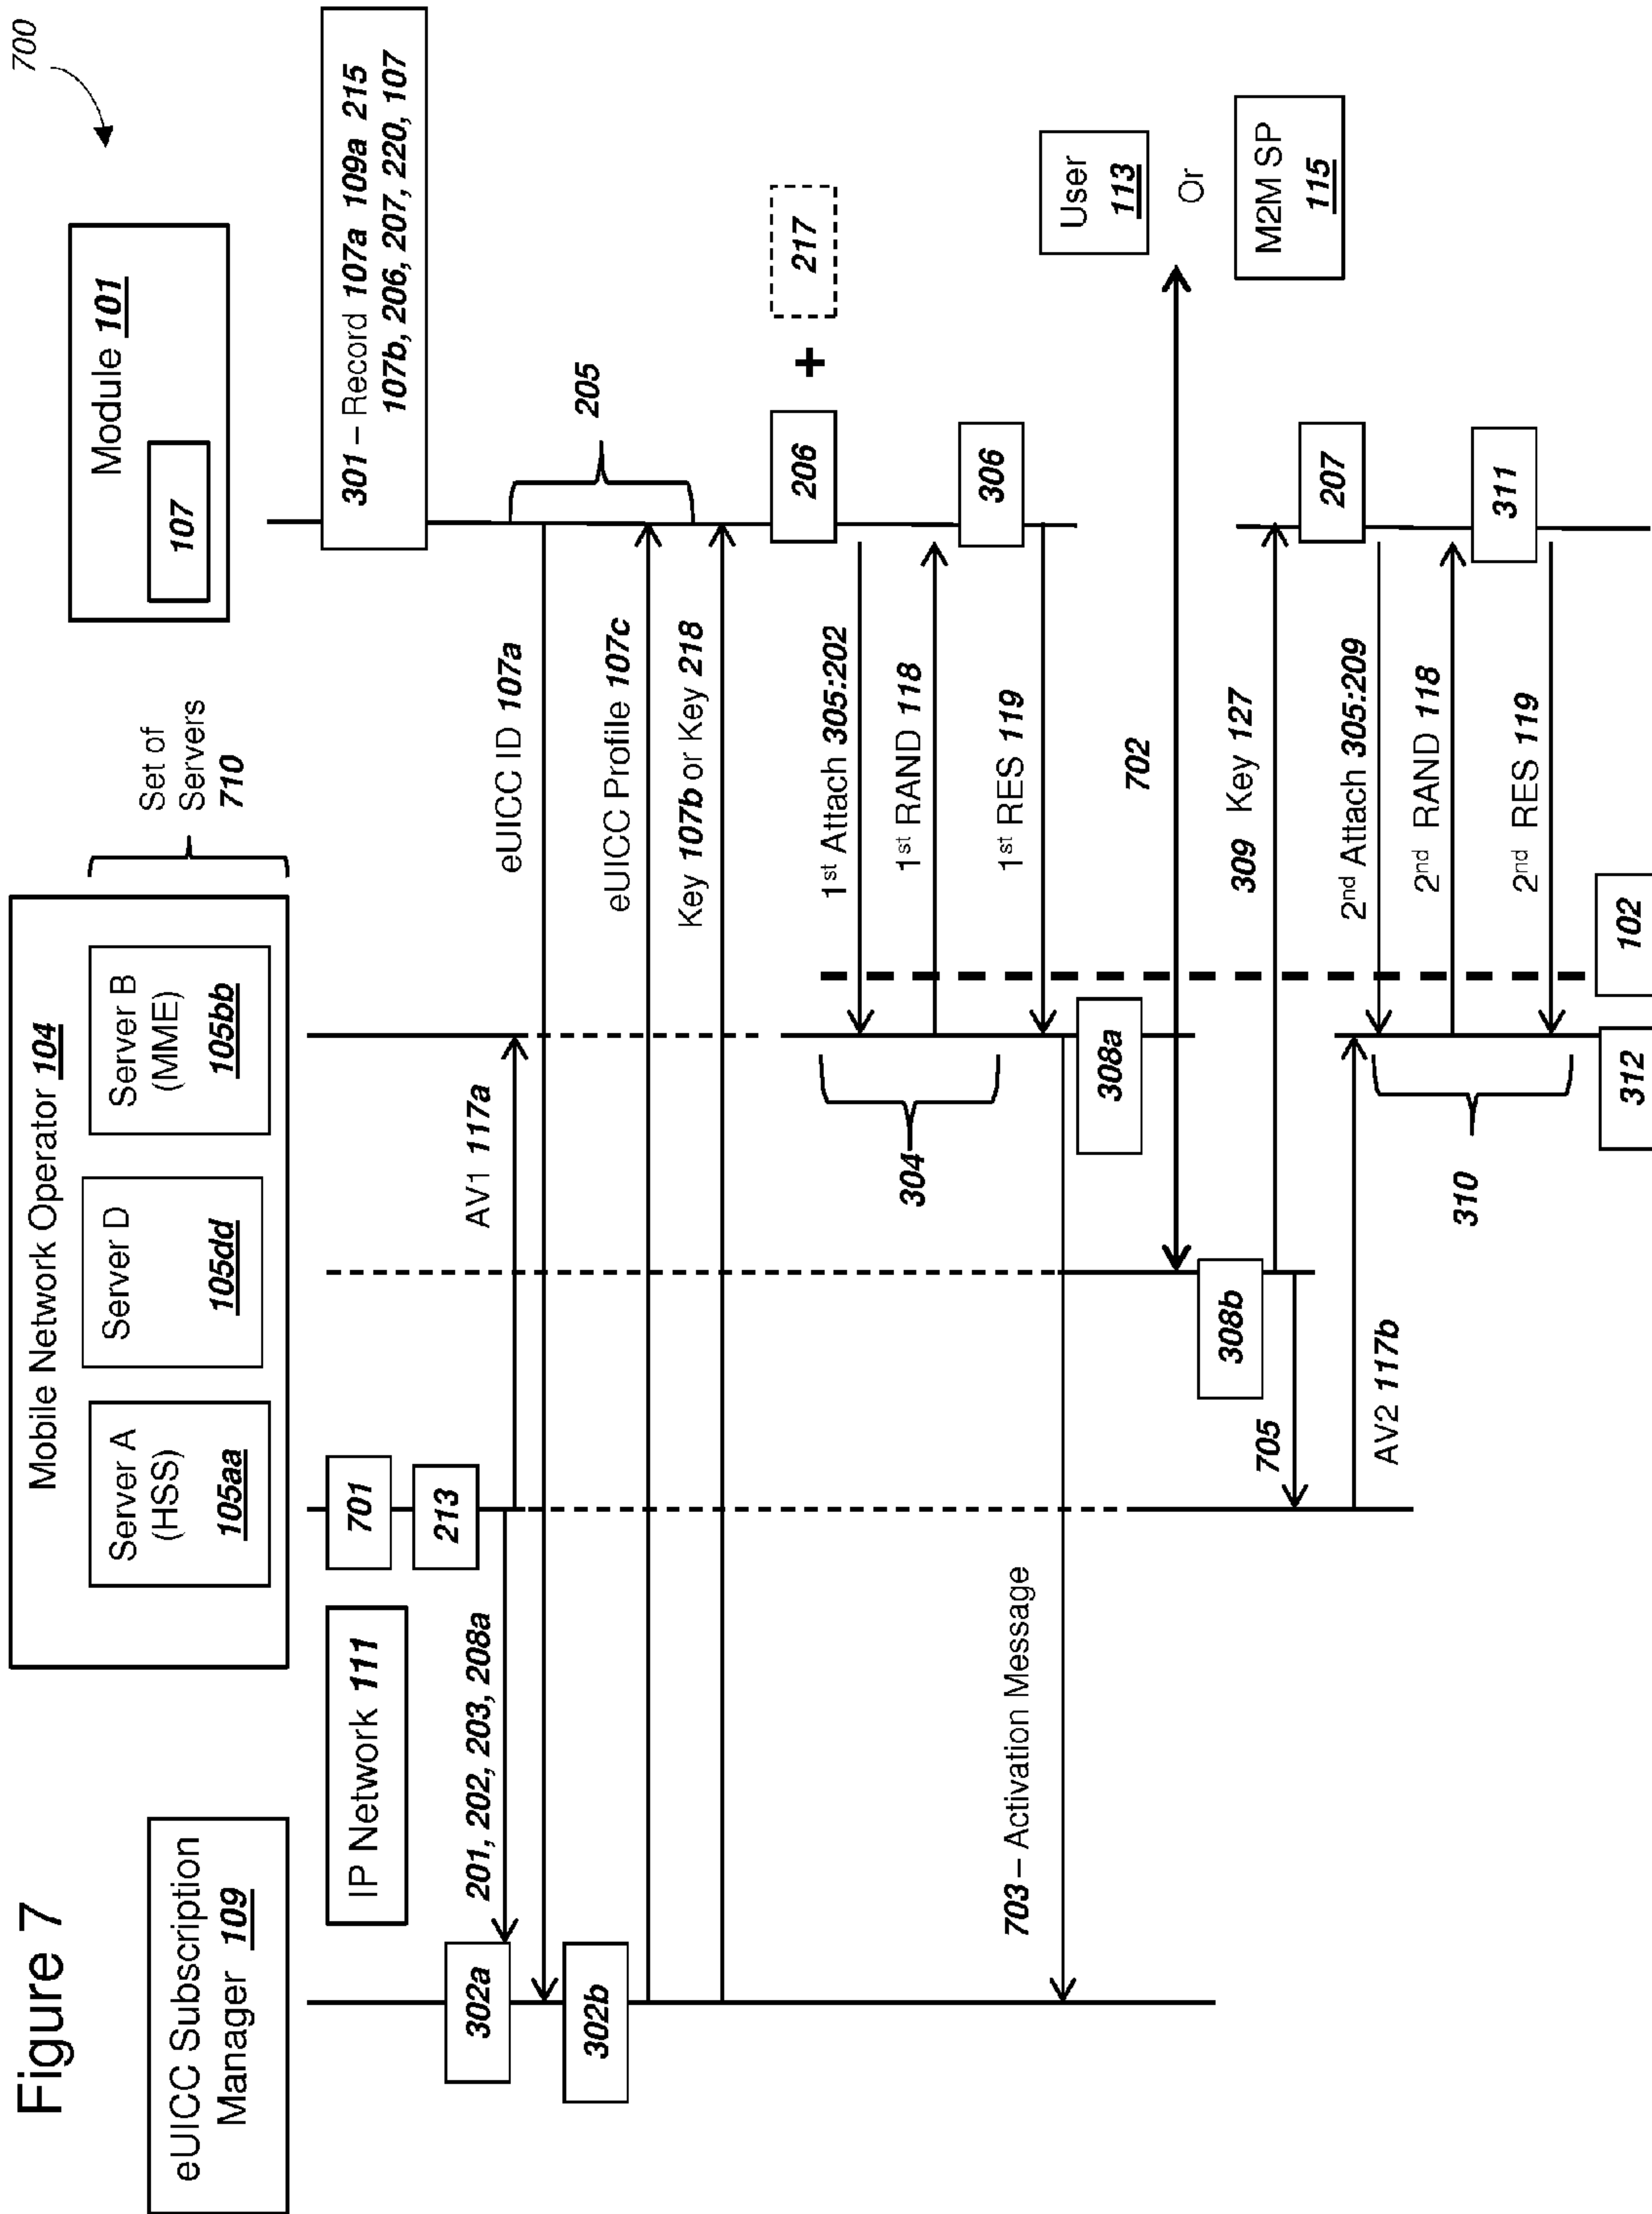 Figure 7
700
eUICC Subscription
Manager 109
Mobile Network Operator 104
Server A
(HSS)
105aa
Server D
105dd
Server B
(MME)
105bb
Set of
Servers
710
Module 101
107
IP Network 111
701
213
301 – Record 107a 109a 215
107b, 206, 207, 220, 107
201, 202, 203, 208a
AV1 117a
302a
eUICC ID 107a
205
302b
eUICC Profile 107c
Key 107b or Key 218
206
+
217
304
1st Attach 305:202
1st RAND 118
306
1st RES 119
703 – Activation Message
308a
User
113
Or
M2M SP
115
702
308b
309 Key 127
705
207
AV2 117b
310
2nd Attach 305:209
2nd RAND 118
311
2nd RES 119
312
102